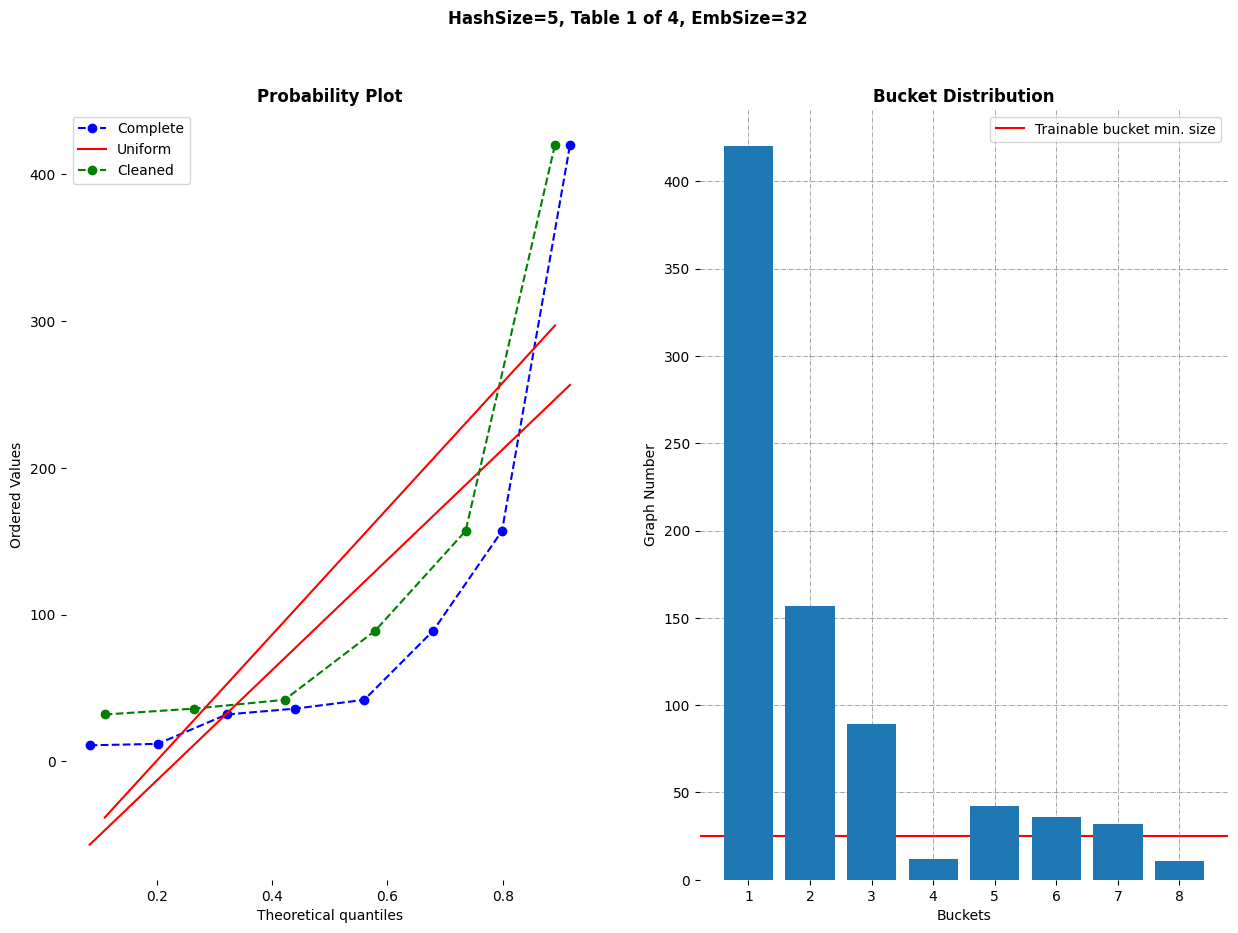 HashSize=5, Table 1 of 4, EmbSize=32
Probability Plot
Complete
Uniform
Cleaned
400
300
200
100
0
Ordered Values
0.2 0.4 0.6 0.8
Theoretical quantiles
Bucket Distribution
Trainable bucket min. size
400
350
300
250
200
150
100
50
0
Graph Number
1 2 3 4 5 6 7 8
Buckets